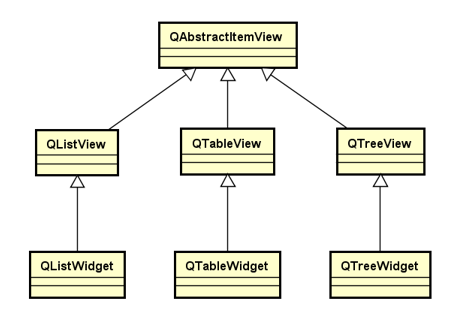 QAbstractItemView
QListView
QTableView
QTreeView
QListWidget
QTableWidget
QTreeWidget